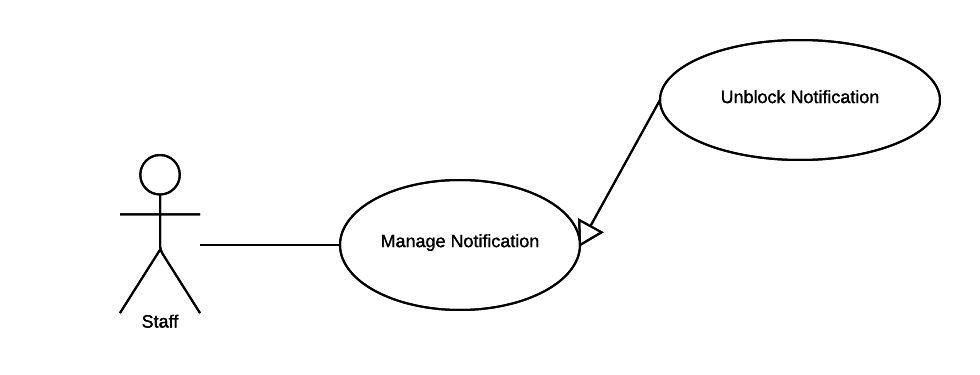 Unblock Notification
Manage Notification
Staff